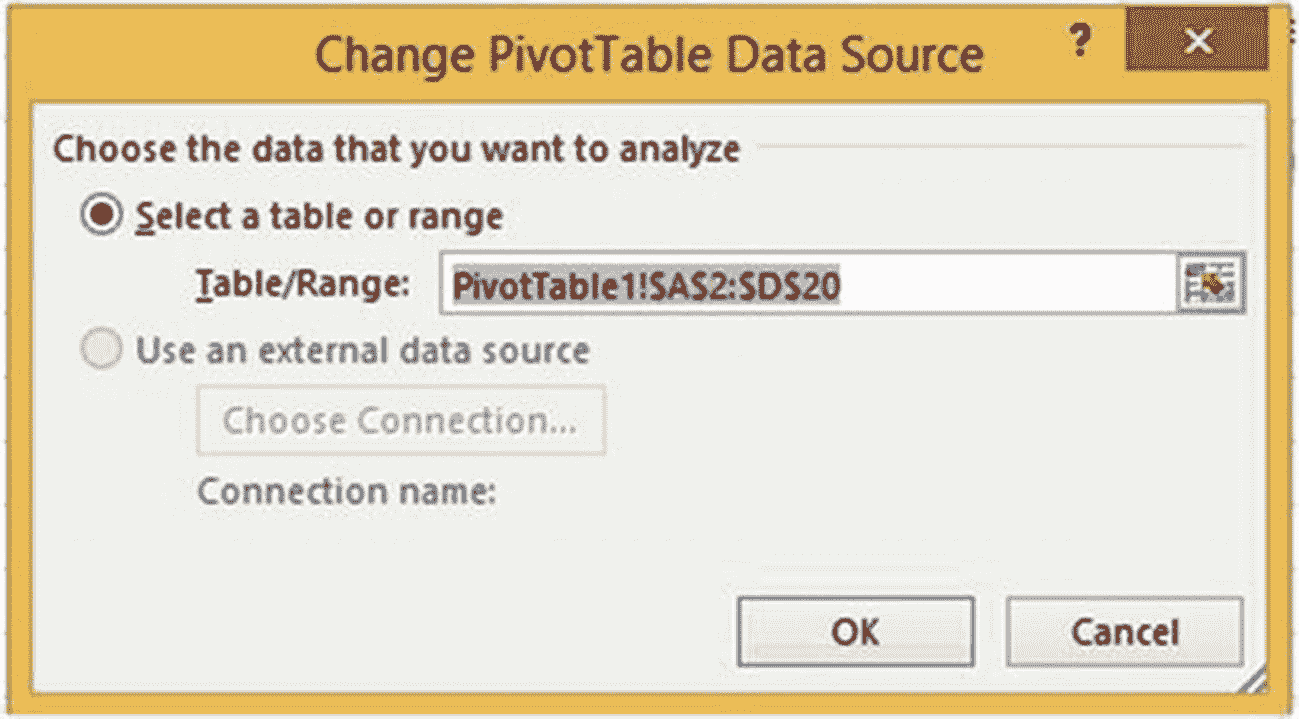 Change PivotTable Data Source
?
Choose the data that you want to analyze
Select a table or range
Table/Range: PivotTable1!$A$2:$D$20
Use an external data source
Choose Connection...
Connection name:
OK Cancel